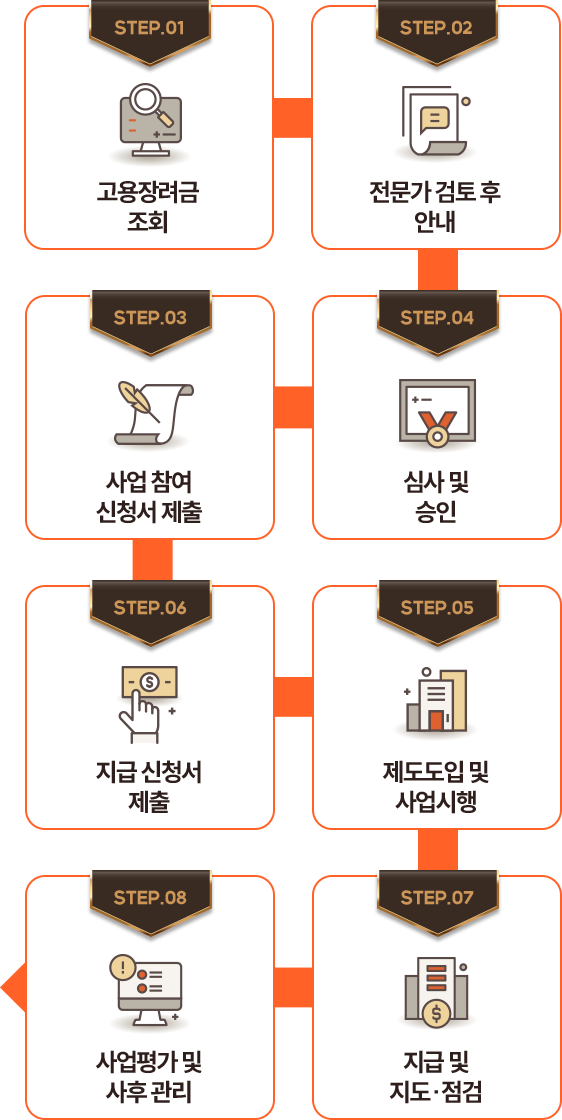 STEP.01
고용장려금
조회
STEP.02
전문가 검토 후
안내
STEP.03
사업 참여
신청서 제출
STEP.04
심사 및
승인
STEP.06
지급 신청서
제출
STEP.05
제도도입 및
사업시행
STEP.08
사업평가 및
사후 관리
STEP.07
지급 및
지도·점검